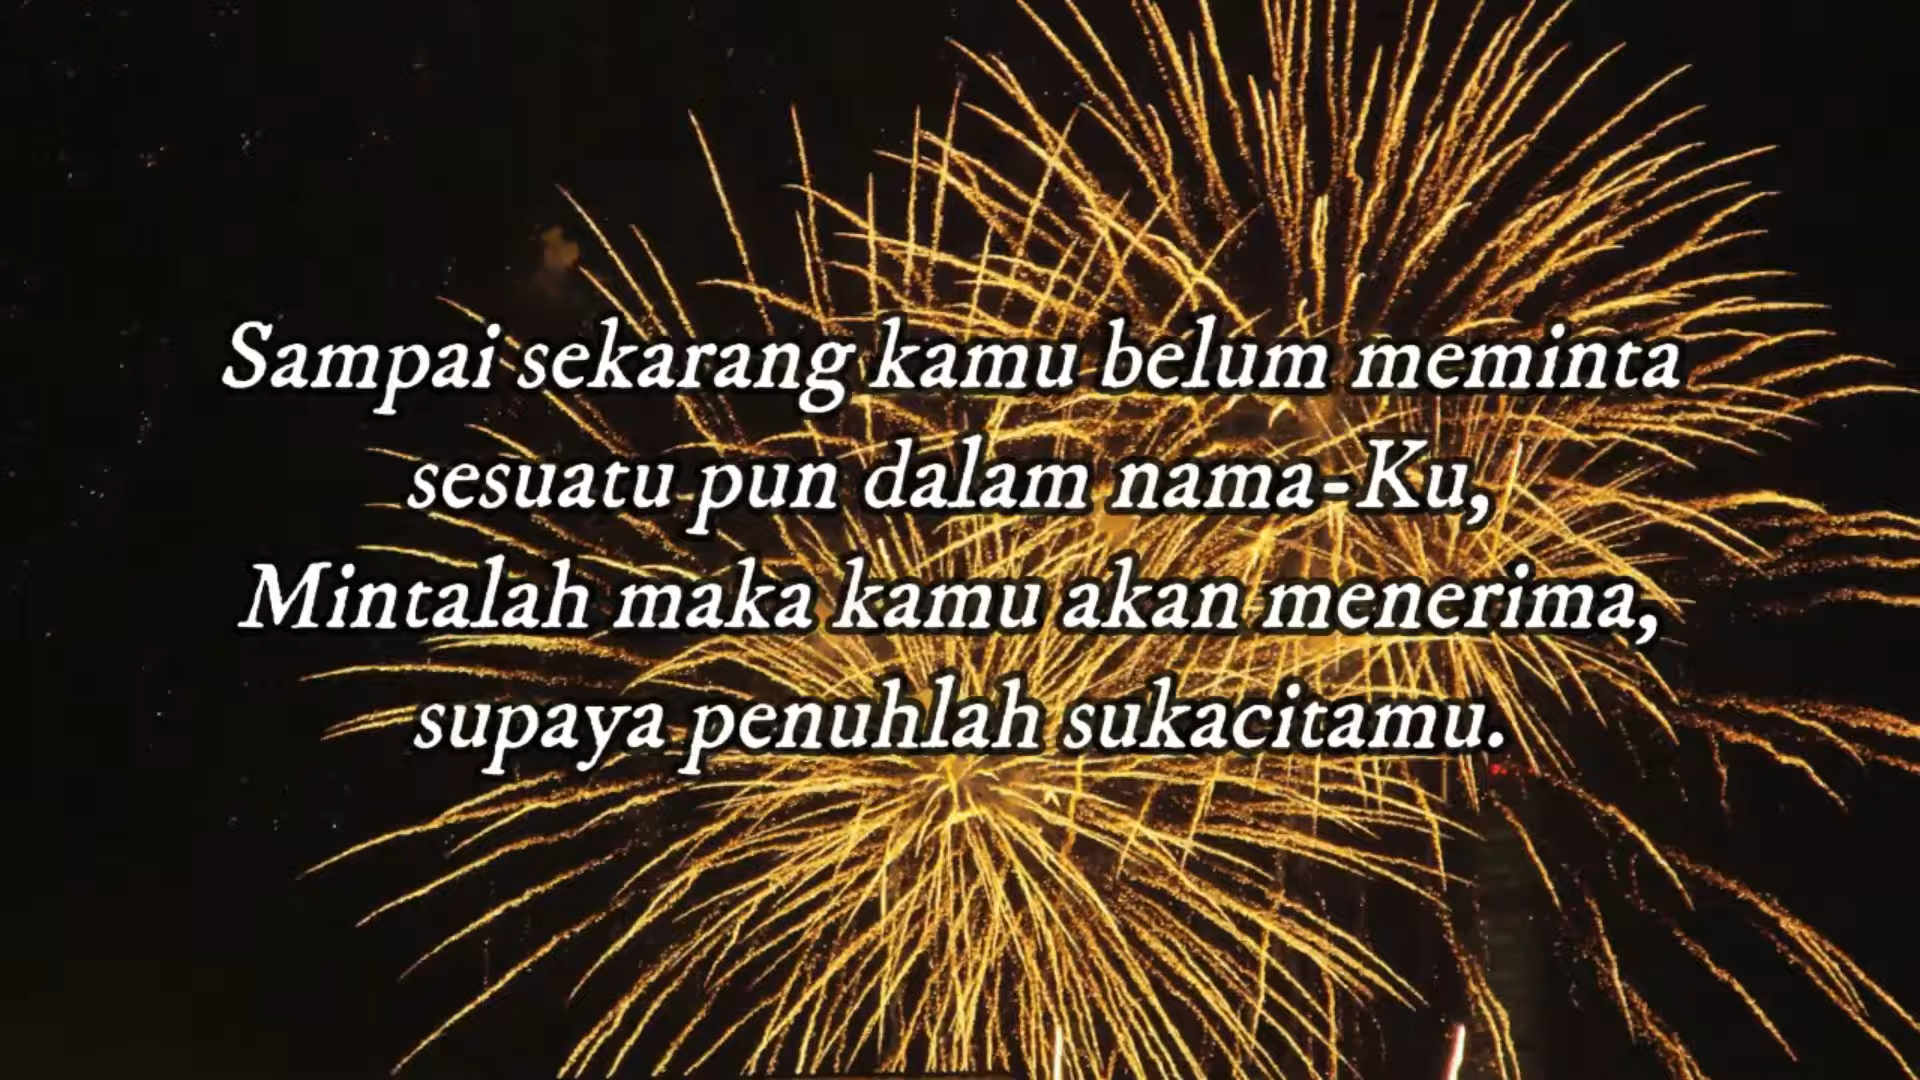 Sampai sekarang kamu belum meminta
sesuatu pun dalam nama-Ku,
Mintalah maka kamu akan menerima,
supaya penuhlah sukacitamu.